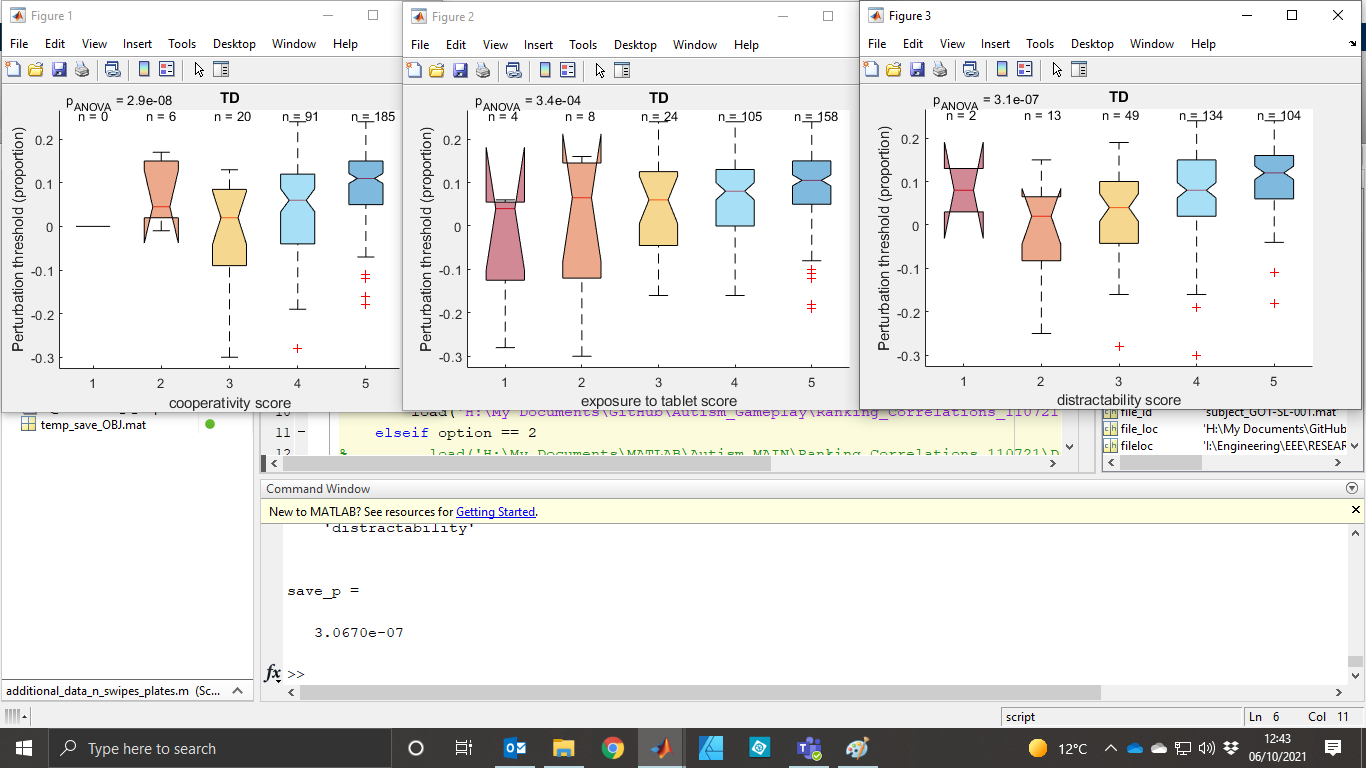 Figure 1
File Edit View Insert Tools Desktop Window Help
pANOVA = 2.9e-08
TD
n = 0 n = 6 n = 20 n = 91 n = 185
Perturbation threshold (proportion)
0.2
0.1
0
-0.1
-0.2
-0.3
1 2 3 4 5
cooperativity score
Figure 2
File Edit View Insert Tools Desktop Window Help
pANOVA = 3.4e-04
TD
n = 4 n = 8 n = 24 n = 105 n = 158
Perturbation threshold (proportion)
0.2
0.1
0
-0.1
-0.2
-0.3
1 2 3 4 5
exposure to tablet score
Figure 3
File Edit View Insert Tools Desktop Window Help
pANOVA = 3.1e-07
TD
n = 2 n = 13 n = 49 n = 134 n = 104
Perturbation threshold (proportion)
0.2
0.1
0
-0.1
-0.2
-0.3
1 2 3 4 5
distractability score
temp_save_OBJ.mat
10 load('H:\My Documents\GitHub\Autism_Gameplay\Ranking_Correlations_110721
11 elseif option == 2
12 % load('H:\My Documents\MATLAB\Autism_MAIN\Ranking_Correlations_110721\D
file_id 'subject_GOT-SL-001.mat
file_loc 'H:\My Documents\GitHub
fileloc 'I:\Engineering\EEE\RESEAR
Command Window
New to MATLAB? See resources for Getting Started.
'distractability'
save_p =
3.0670e-07
fx >>
additional_data_n_swipes_plates.m (Sc...
script
Ln 6 Col 11
Type here to search
12°C
12:43
06/10/2021